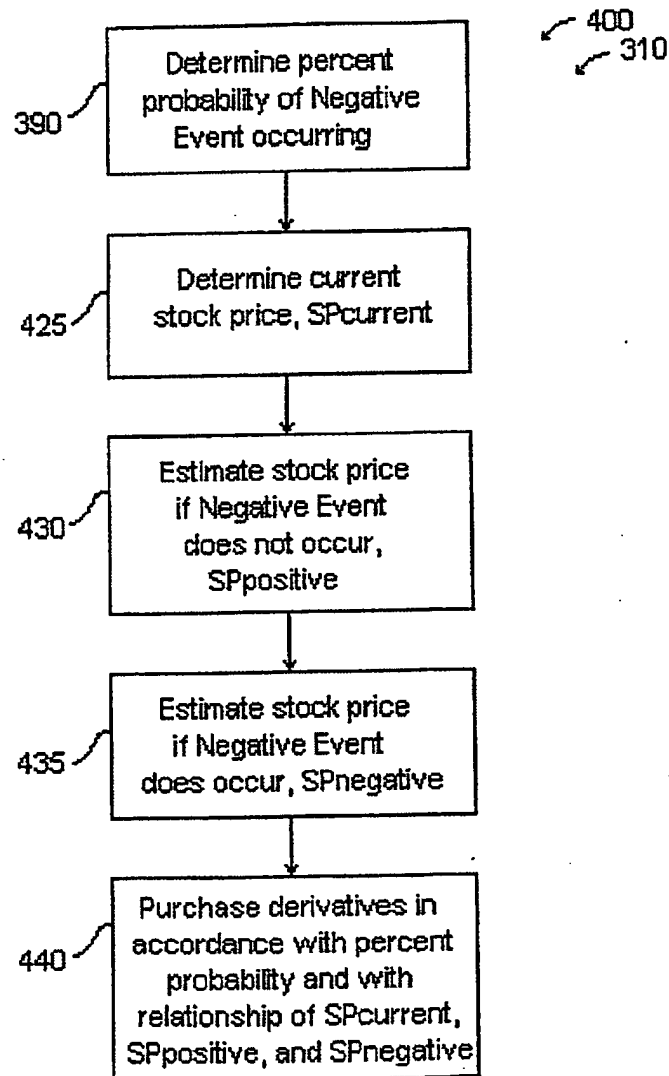 400
310
Determine percent
probability of Negative
Event occurring
390
Determine current
stock price, SPcurrent
425
Estimate stock price
if Negative Event
does not occur,
SPpositive
430
Estimate stock price
if Negative Event
does occur, SPnegative
435
Purchase derivatives in
accordance with percent
probability and with
relationship of SPcurrent,
SPpositive, and SPnegative
440